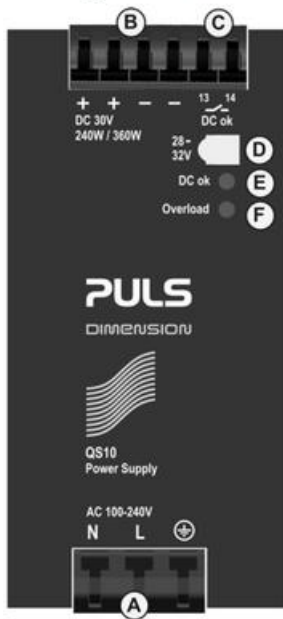 B C
+ + − − 13 14
DC 30V DC ok
240W / 360W
28-
32V D
DC ok E
Overload F
PULS
DIMENSION
QS10
Power Supply
AC 100-240V
N L
A